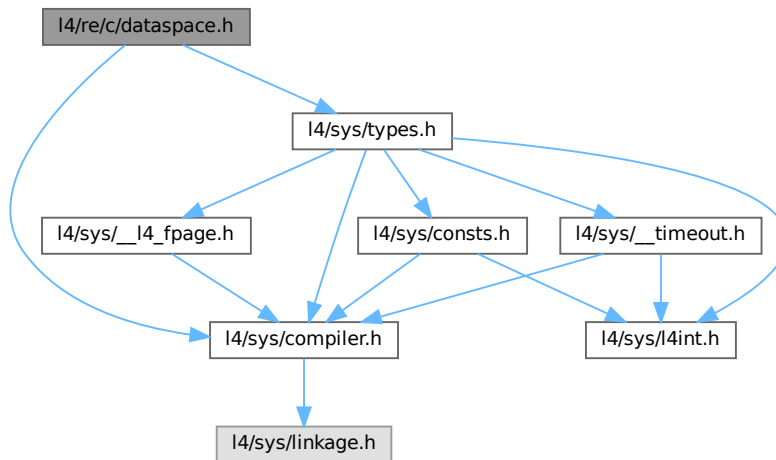 l4/re/c/dataspace.h
l4/sys/types.h
l4/sys/__l4_fpage.h
l4/sys/consts.h
l4/sys/__timeout.h
l4/sys/compiler.h
l4/sys/l4int.h
l4/sys/linkage.h